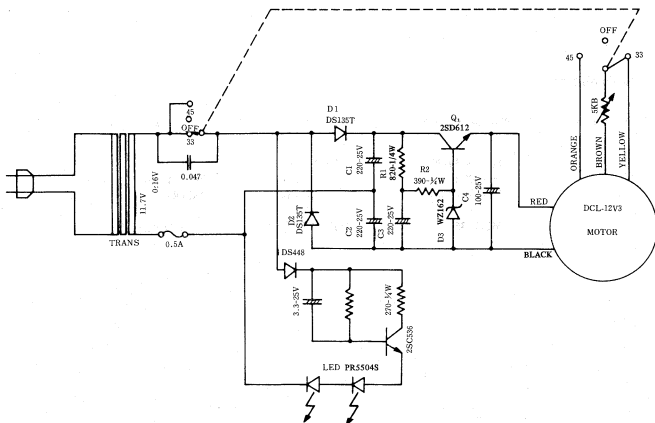 OFF
45
33
45
OFF
33
D1
DS135T
Q1
2SD612
5KB
ORANGE
BROWN
YELLOW
0.047
C1
220-25V
R1
820-1/4W
R2
390-¼W
0:16V
11.7V
TRANS
0.5A
D2
DS135T
C2
220-25V
C3
220-25V
D3
WZ162
C4
100-25V
RED
BLACK
DCL-12V3
MOTOR
1DS448
3.3-25V
270-¼W
2SC536
LED PR5504S